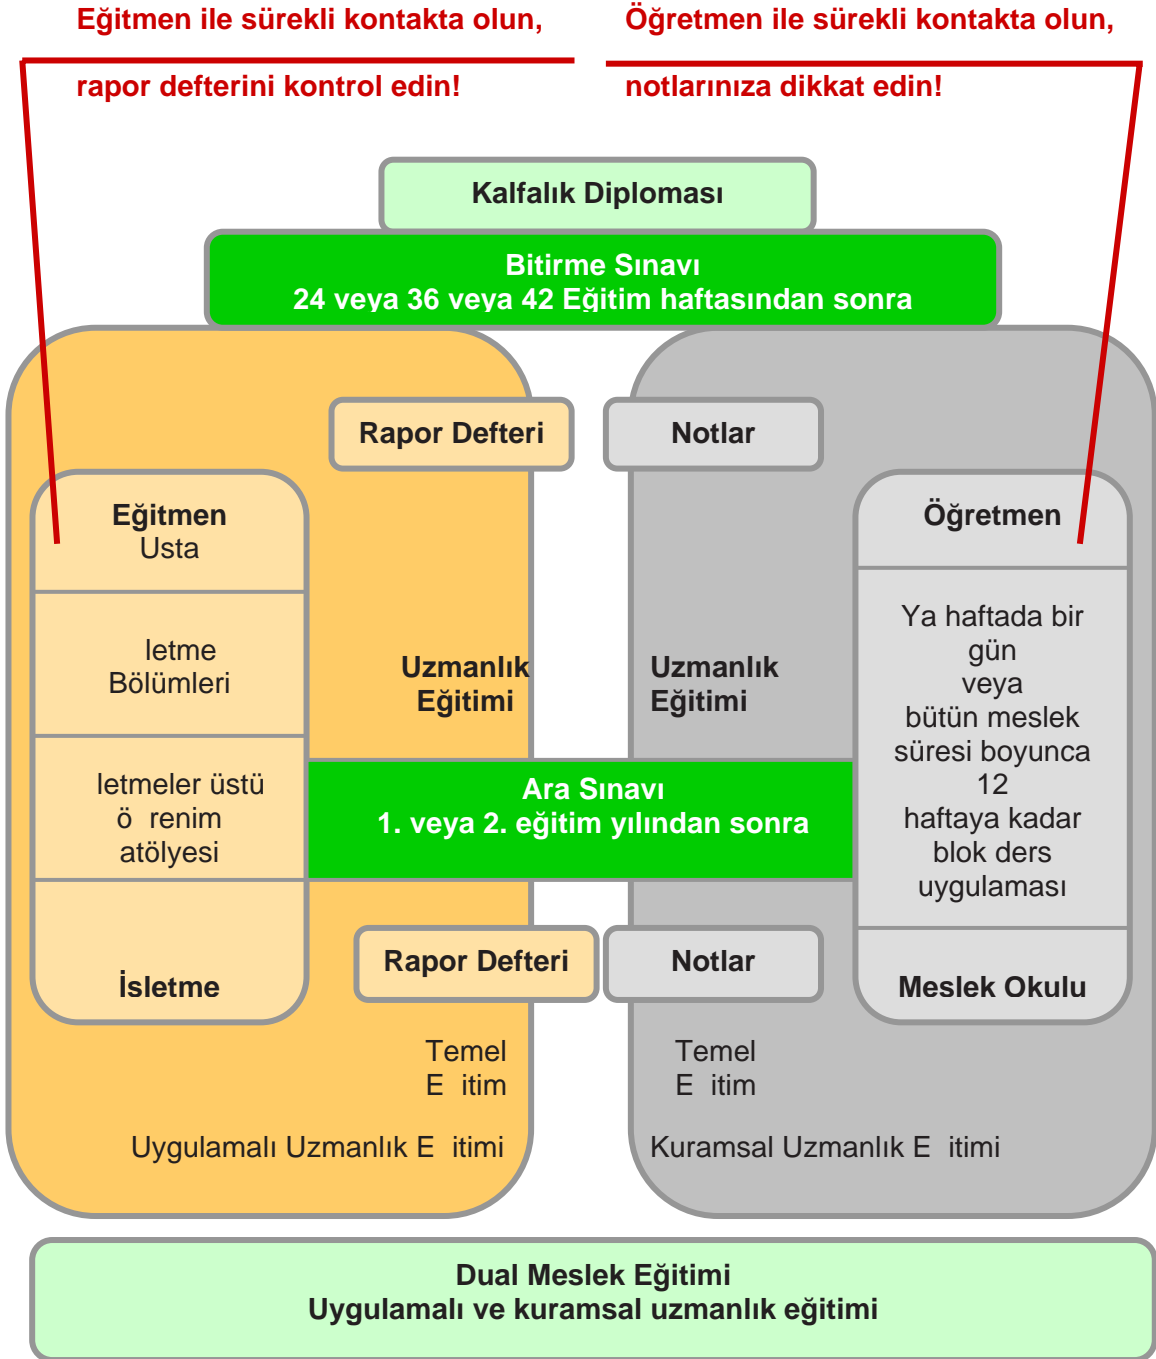 Eğitmen ile sürekli kontakta olun,
rapor defterini kontrol edin!
Öğretmen ile sürekli kontakta olun,
notlarınıza dikkat edin!
Kalfalık Diploması
Bitirme Sınavı
24 veya 36 veya 42 Eğitim haftasından sonra
Rapor Defteri
Notlar
Eğitmen
Usta
letme
Bölümleri
letmeler üstü
ö renim
atölyesi
İsletme
Uzmanlık
Eğitimi
Uzmanlık
Eğitimi
Öğretmen
Ya haftada bir
gün
veya
bütün meslek
süresi boyunca
12
haftaya kadar
blok ders
uygulaması
Meslek Okulu
Ara Sınavı
1. veya 2. eğitim yılından sonra
Rapor Defteri
Notlar
Temel
E itim
Temel
E itim
Uygulamalı Uzmanlık E itimi
Kuramsal Uzmanlık E itimi
Dual Meslek Eğitimi
Uygulamalı ve kuramsal uzmanlık eğitimi